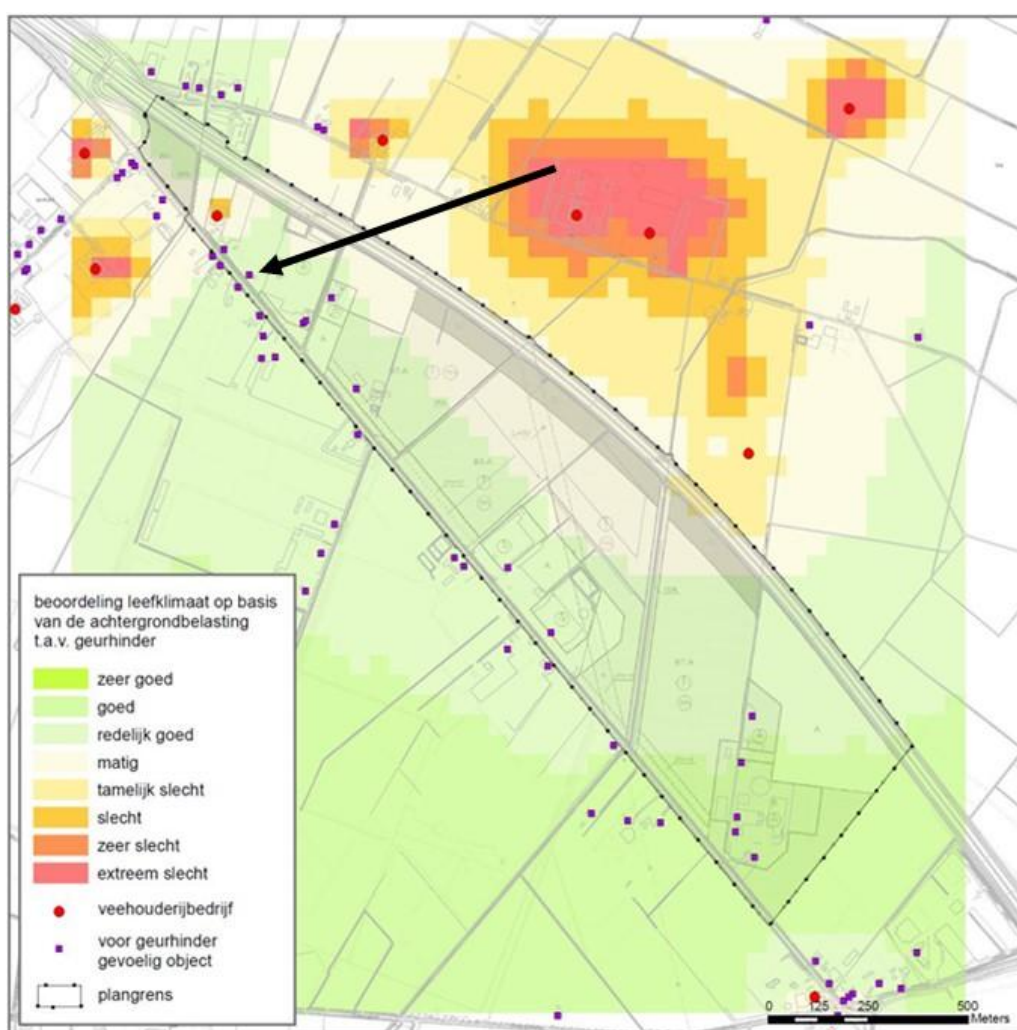 beoordeling leefklimaat op basis
van de achtergrondbelasting
t.a.v. geurhinder
zeer goed
goed
redelijk goed
matig
tamelijk slecht
slecht
zeer slecht
extreem slecht
veehouderijbedrijf
voor geurhinder
gevoelig object
plangrens
0 125 250 500
Meters